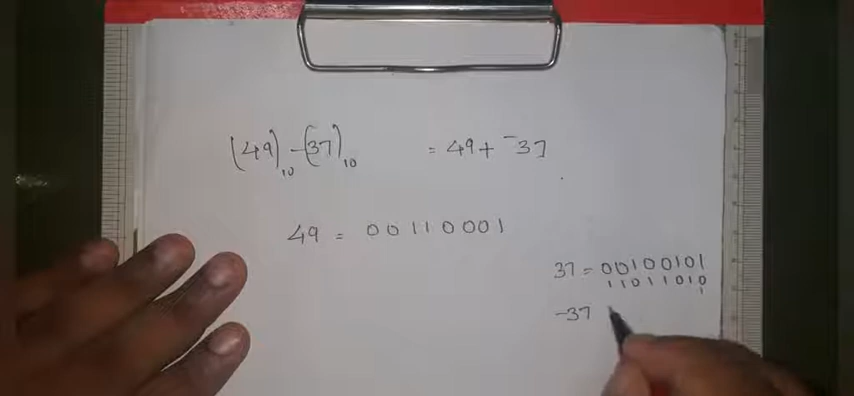 (49)₁₀ - (37)₁₀ = 49 + ⁻37
49 = 00110001
37 = 00100101
11011010
1
-37